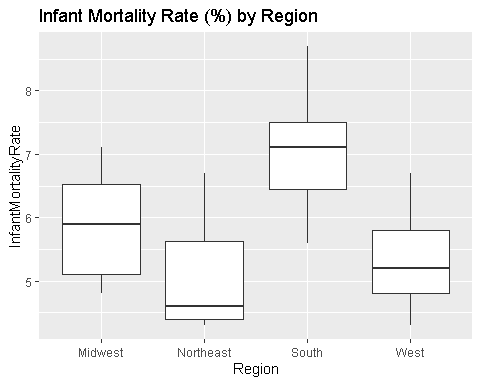 Infant Mortality Rate (%) by Region
InfantMortalityRate
8
7
6
5
Midwest Northeast South West
Region